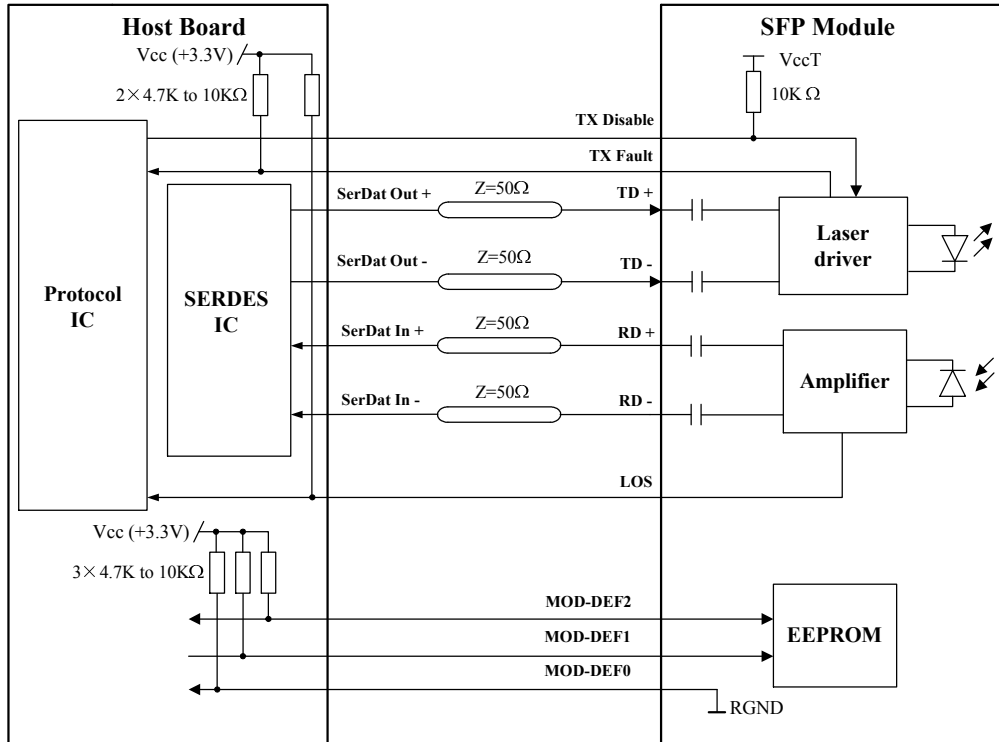 Host Board
SFP Module
Vcc (+3.3V)
VccT
2×4.7K to 10KΩ
10K Ω
TX Disable
TX Fault
SerDat Out +
Z=50Ω
TD +
SerDat Out -
Z=50Ω
TD -
Laser
driver
Protocol
IC
SERDES
IC
SerDat In +
Z=50Ω
RD +
SerDat In -
Z=50Ω
RD -
Amplifier
LOS
Vcc (+3.3V)
3×4.7K to 10KΩ
MOD-DEF2
MOD-DEF1
MOD-DEF0
EEPROM
RGND